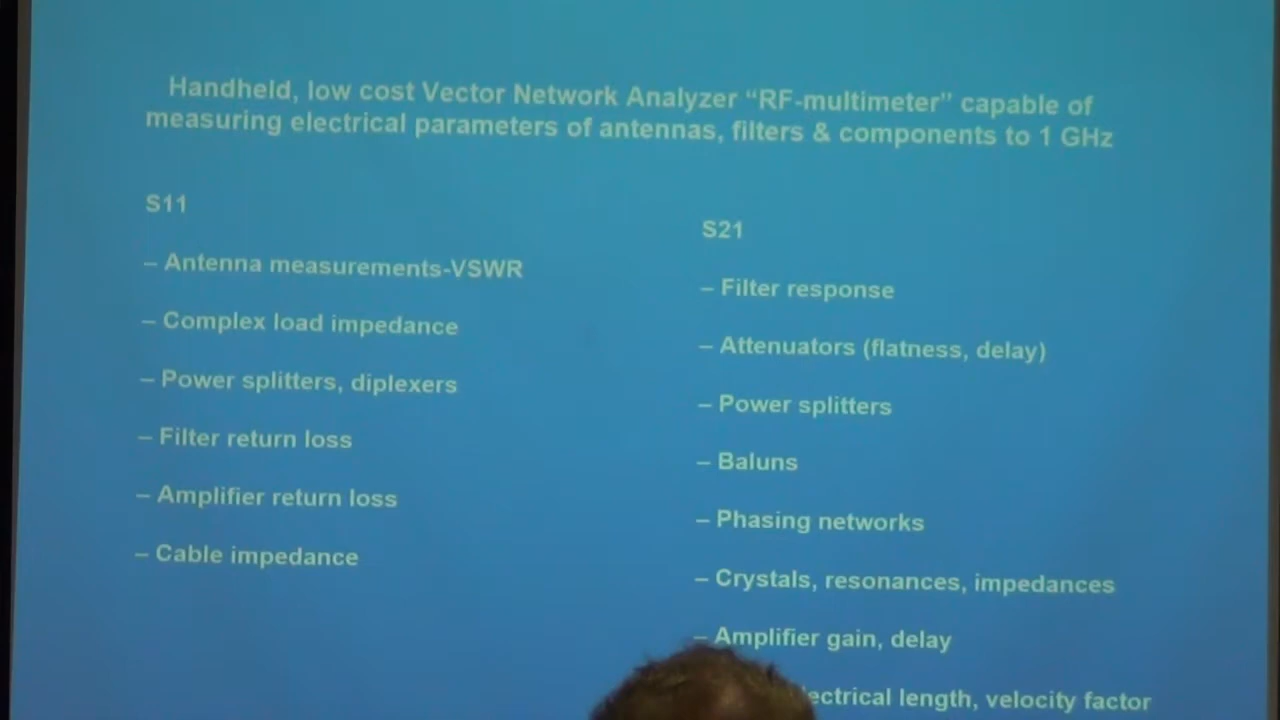 Handheld, low cost Vector Network Analyzer “RF-multimeter” capable of
measuring electrical parameters of antennas, filters & components to 1 GHz
S11
– Antenna measurements-VSWR
– Complex load impedance
– Power splitters, diplexers
– Filter return loss
– Amplifier return loss
– Cable impedance
S21
– Filter response
– Attenuators (flatness, delay)
– Power splitters
– Baluns
– Phasing networks
– Crystals, resonances, impedances
– Amplifier gain, delay
length, velocity factor